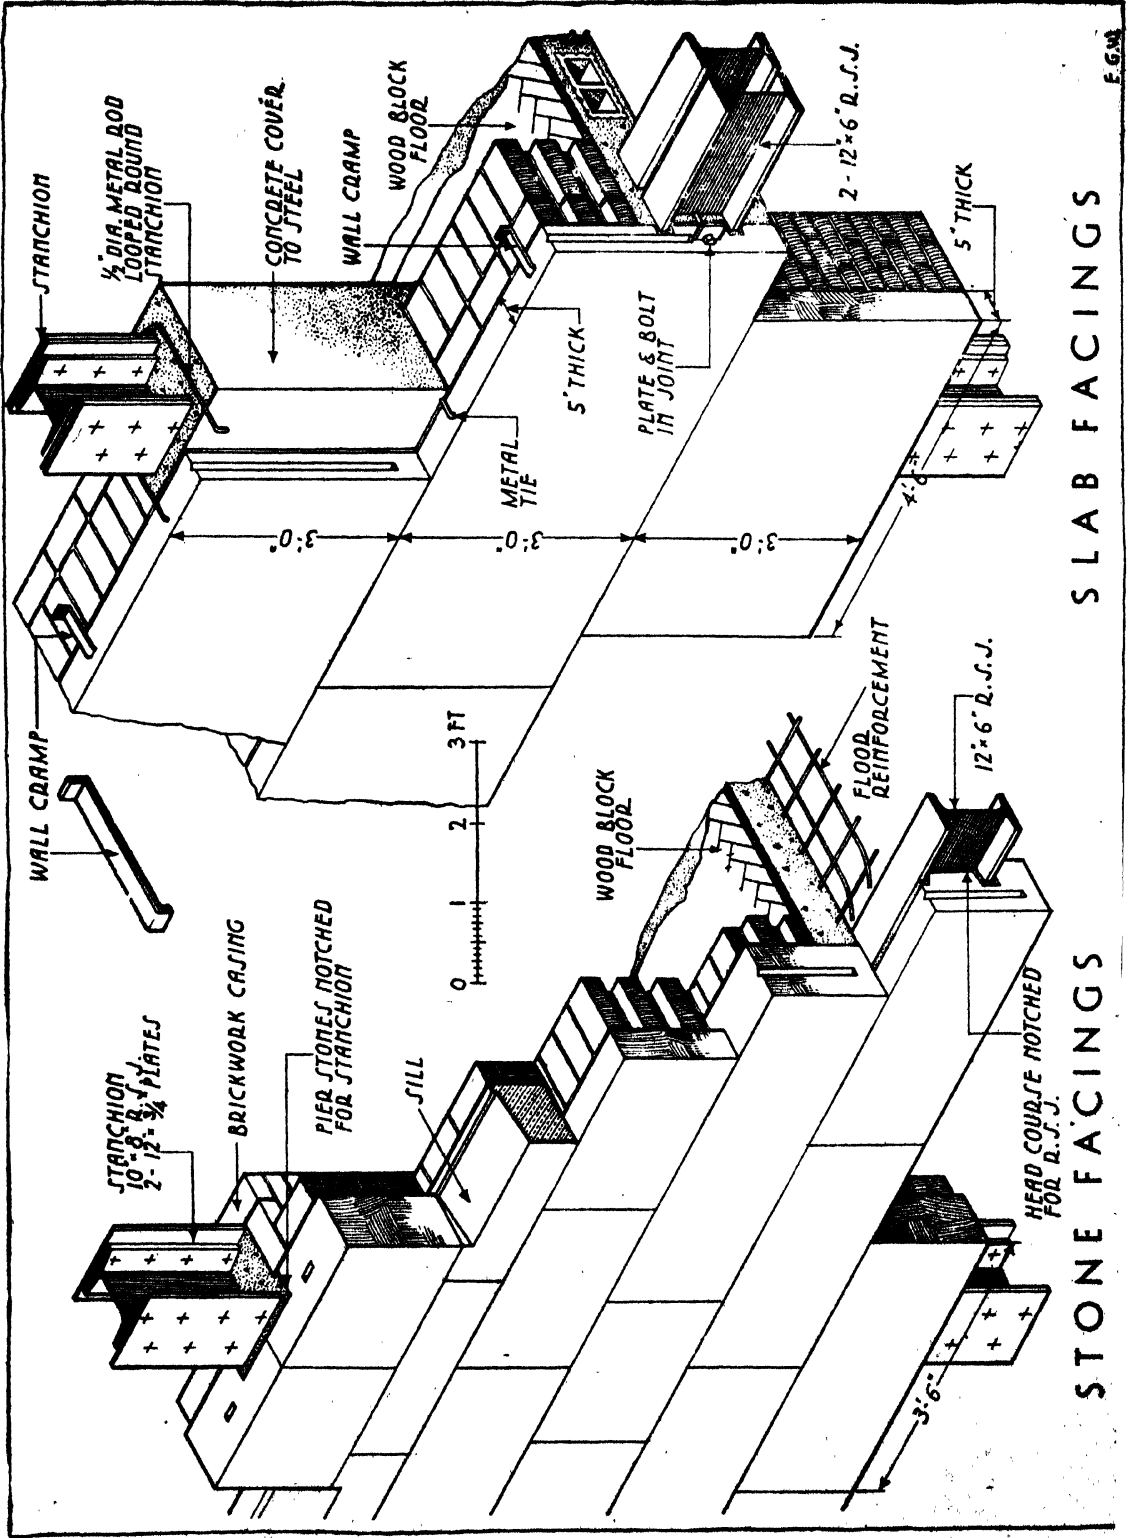 STANCHION
10" × 8" R.S.J.
2 - 12" × 3/4" PLATES
BRICKWORK CASING
PIER STONES NOTCHED
FOR STANCHION
SILL
WALL CRAMP
0 1 2 3 FT
WOOD BLOCK
FLOOR
FLOOR
REINFORCEMENT
12" × 6" R.S.J.
HEAD COURSE NOTCHED
FOR R.S.J.
3'.6"
STONE FACINGS
STANCHION
1/2" DIA. METAL ROD
LOOPED ROUND
STANCHION
CONCRETE COVER
TO STEEL
WALL CRAMP
WOOD BLOCK
FLOOR
3'.0"
3'.0"
3'.0"
METAL
TIE
5" THICK
PLATE & BOLT
IN JOINT
2 - 12" × 6" R.S.J.
5" THICK
SLAB FACINGS
F.G.W.